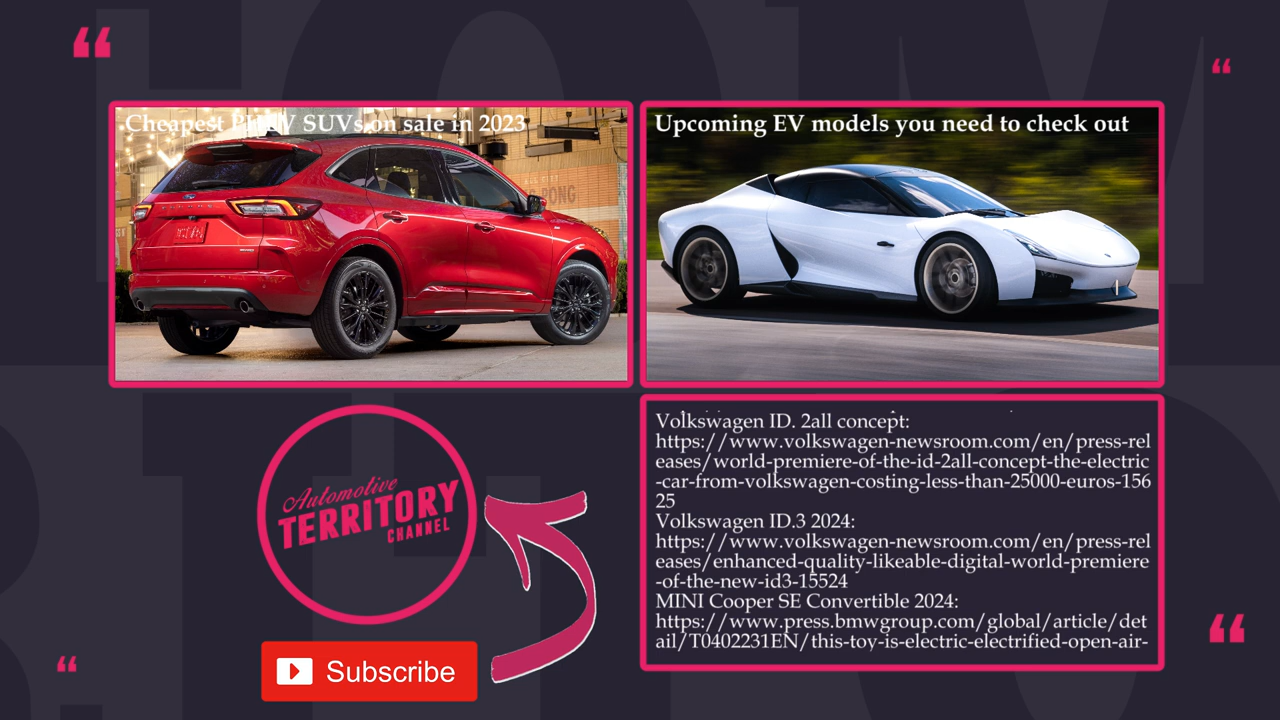 Cheapest PHEV SUVs on sale in 2023
Upcoming EV models you need to check out
Volkswagen ID. 2all concept:
https://www.volkswagen-newsroom.com/en/press-rel
eases/world-premiere-of-the-id-2all-concept-the-electric
-car-from-volkswagen-costing-less-than-25000-euros-156
25
Volkswagen ID.3 2024:
https://www.volkswagen-newsroom.com/en/press-rel
eases/enhanced-quality-likeable-digital-world-premiere
-of-the-new-id3-15524
MINI Cooper SE Convertible 2024:
https://www.press.bmwgroup.com/global/article/det
ail/T0402231EN/this-toy-is-electric-electrified-open-air-
Automotive
TERRITORY
CHANNEL
Subscribe